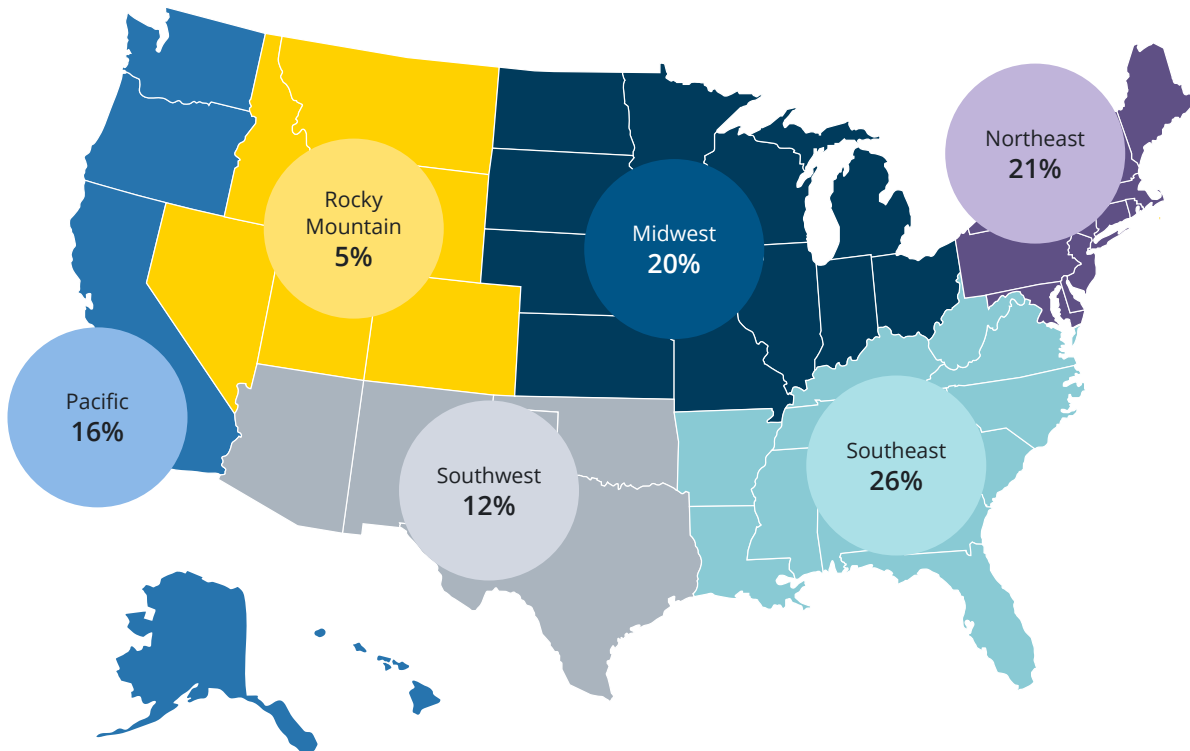 Northeast
21%
Rocky
Mountain
5%
Midwest
20%
Pacific
16%
Southwest
12%
Southeast
26%